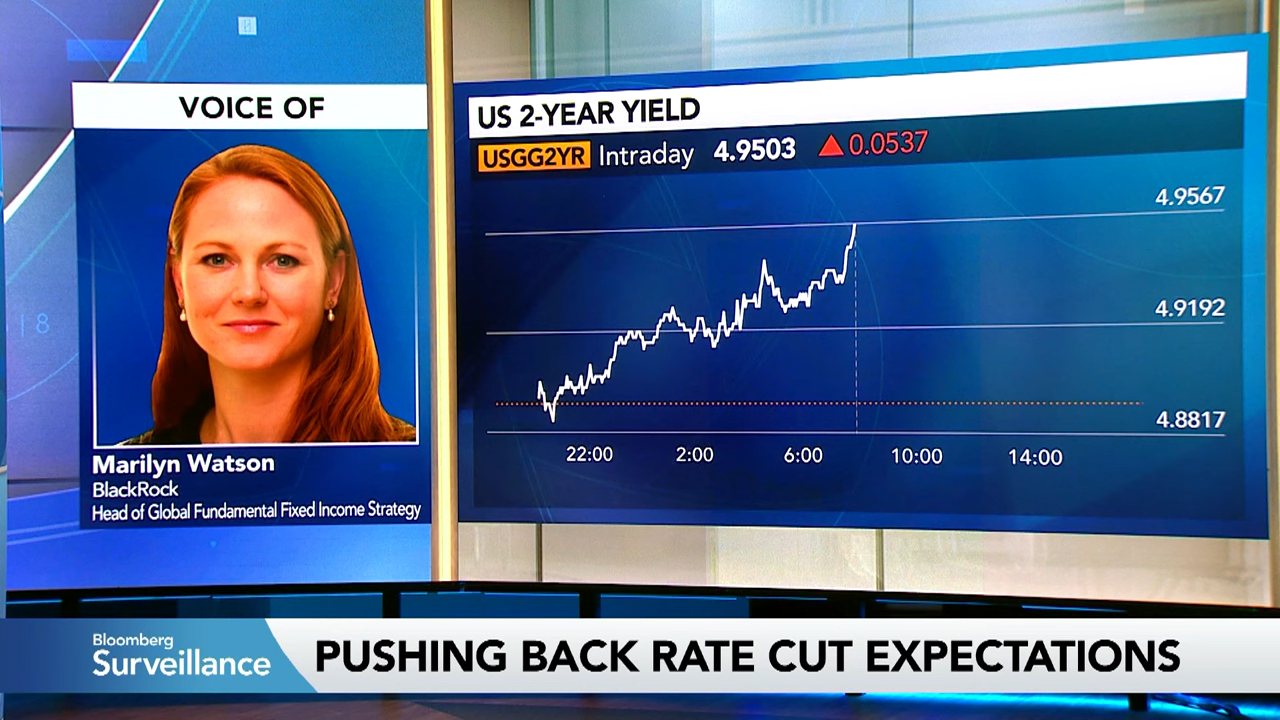 VOICE OF
Marilyn Watson
BlackRock
Head of Global Fundamental Fixed Income Strategy
US 2-YEAR YIELD
USGG2YR Intraday 4.9503 ▲0.0537
4.9567
4.9192
4.8817
22:00 2:00 6:00 10:00 14:00
Bloomberg
Surveillance
PUSHING BACK RATE CUT EXPECTATIONS